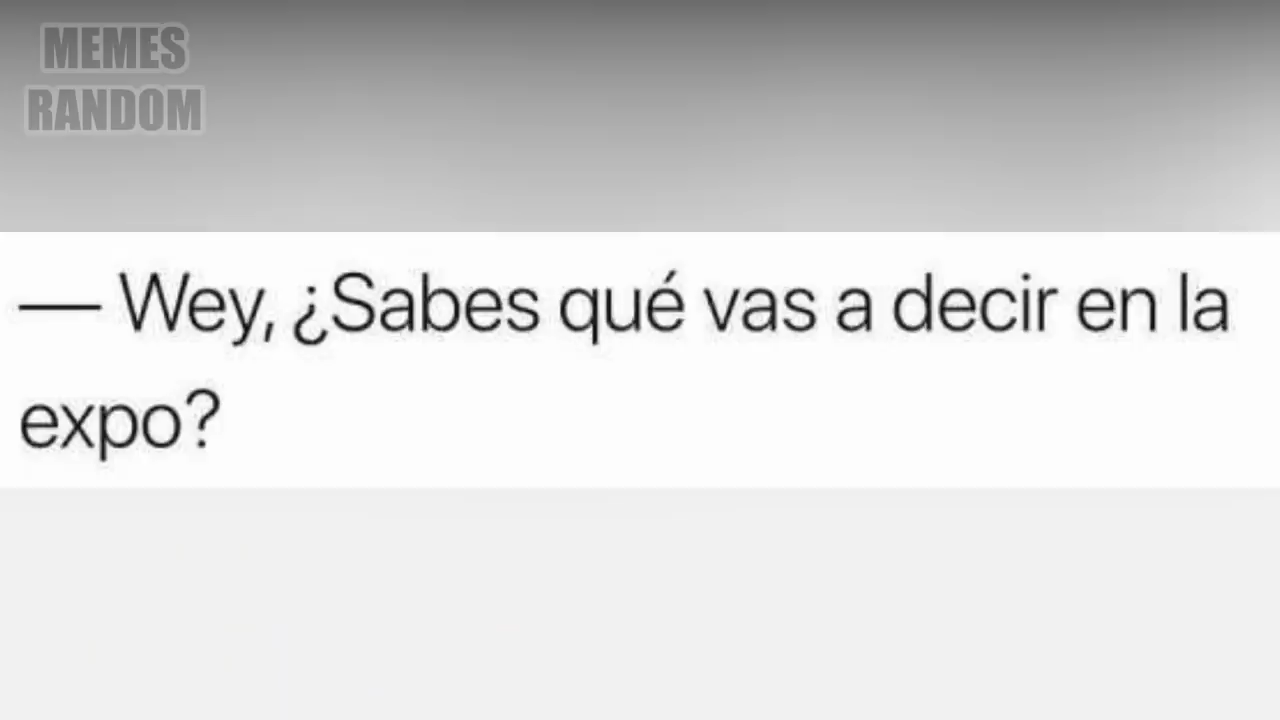 MEMES
RANDOM
— Wey, ¿Sabes qué vas a decir en la
expo?